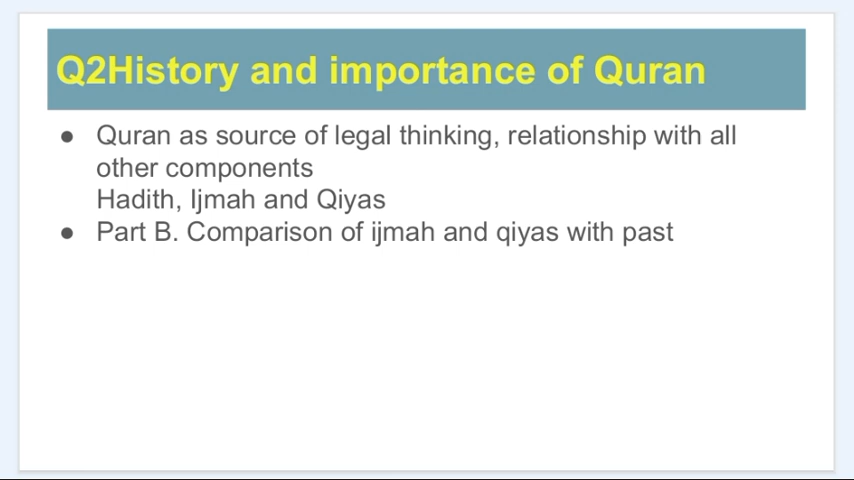 Q2History and importance of Quran
● Quran as source of legal thinking, relationship with all
other components
Hadith, Ijmah and Qiyas
● Part B. Comparison of ijmah and qiyas with past